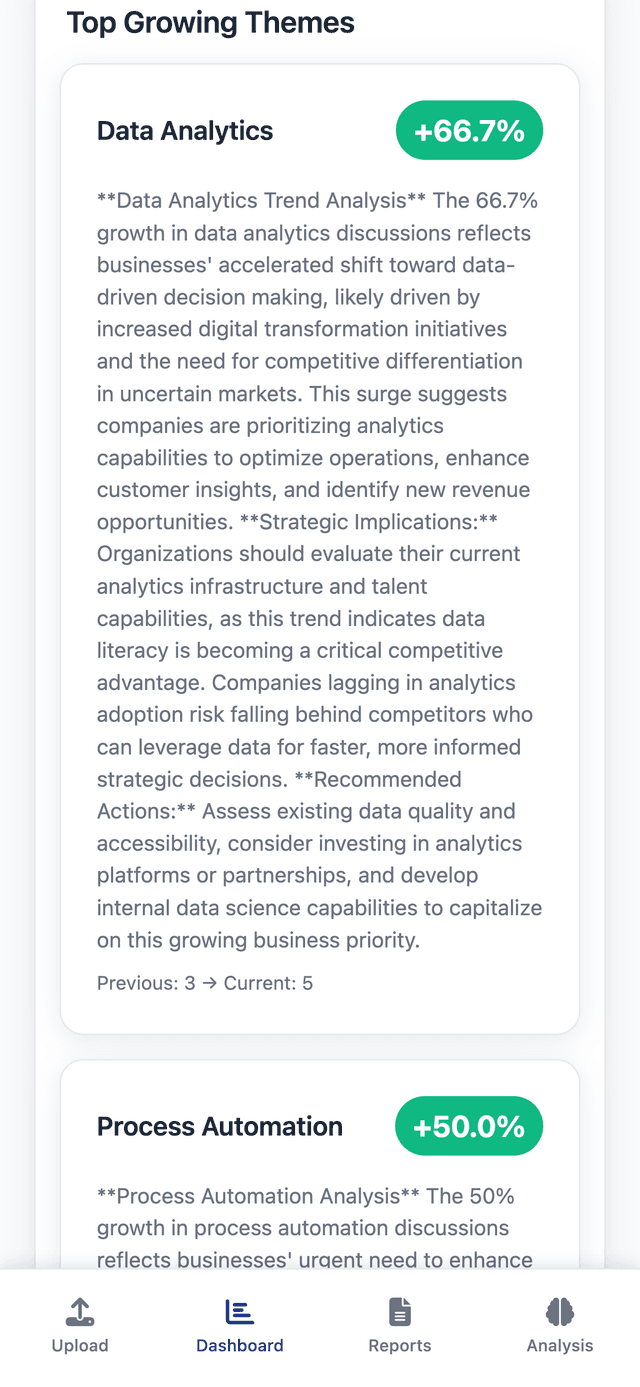 Top Growing Themes
Data Analytics
+66.7%
**Data Analytics Trend Analysis** The 66.7%
growth in data analytics discussions reflects
businesses' accelerated shift toward data-
driven decision making, likely driven by
increased digital transformation initiatives
and the need for competitive differentiation
in uncertain markets. This surge suggests
companies are prioritizing analytics
capabilities to optimize operations, enhance
customer insights, and identify new revenue
opportunities. **Strategic Implications:**
Organizations should evaluate their current
analytics infrastructure and talent
capabilities, as this trend indicates data
literacy is becoming a critical competitive
advantage. Companies lagging in analytics
adoption risk falling behind competitors who
can leverage data for faster, more informed
strategic decisions. **Recommended
Actions:** Assess existing data quality and
accessibility, consider investing in analytics
platforms or partnerships, and develop
internal data science capabilities to capitalize
on this growing business priority.
Previous: 3 → Current: 5
Process Automation
+50.0%
**Process Automation Analysis** The 50%
growth in process automation discussions
reflects businesses' urgent need to enhance
Upload
Dashboard
Reports
Analysis